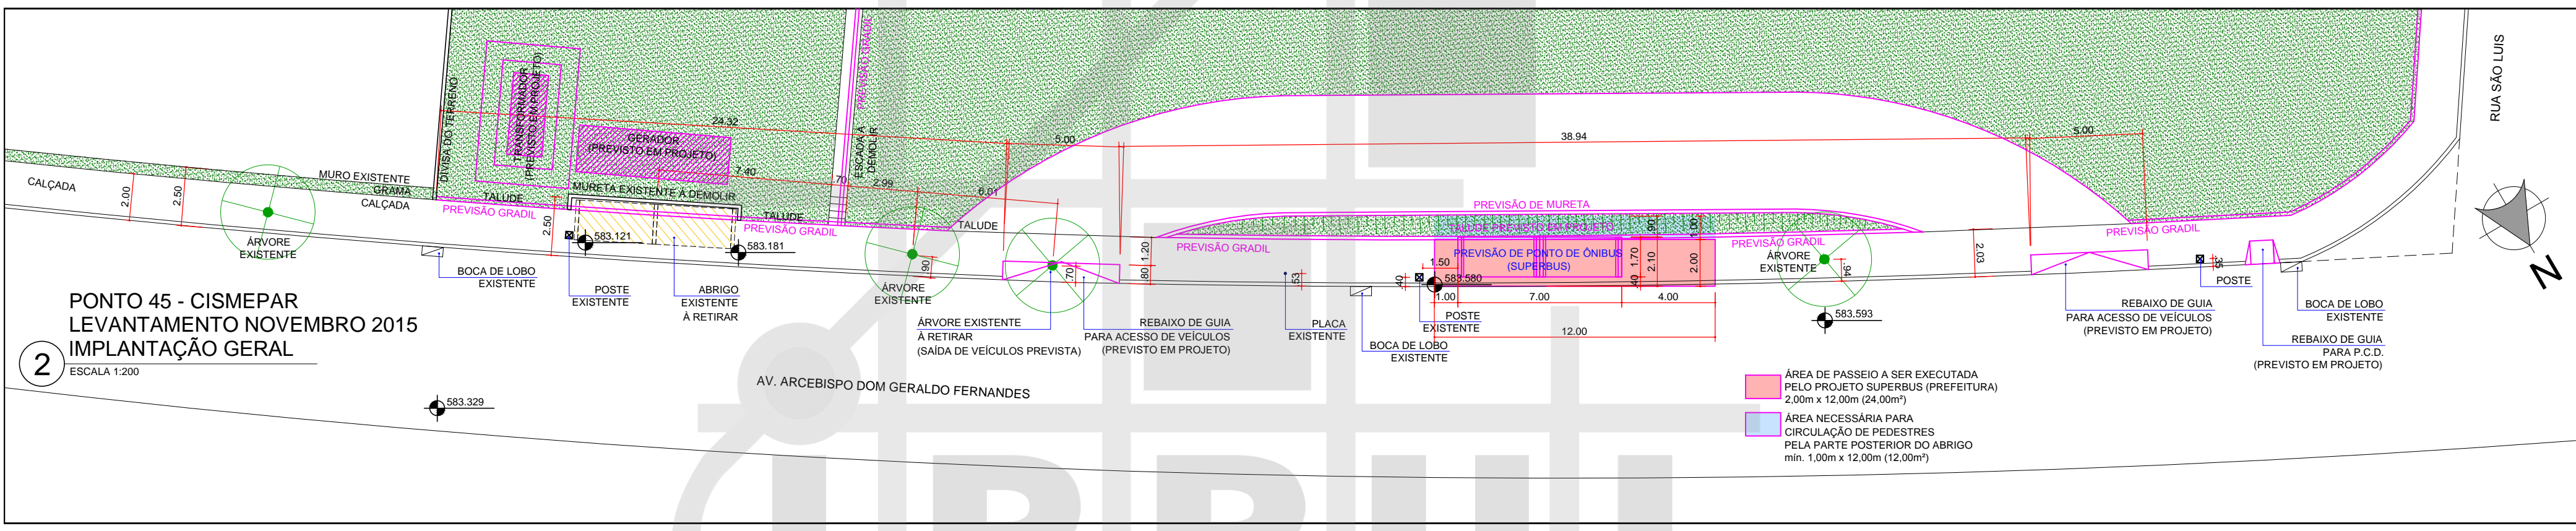 PREVISÃO GRADIL
RUA SÃO LUIS
DIVISA DO TERRENO
TRANSFORMADOR
(PREVISTO EM PROJETO)
24.32
GERADOR
(PREVISTO EM PROJETO)
7.40
.70
ESCADA À
DEMOLIR
2.99
6.01
5.00
38.94
5.00
CALÇADA
2.00
2.50
MURO EXISTENTE
GRAMA
CALÇADA
TALUDE
PREVISÃO GRADIL
MURETA EXISTENTE À DEMOLIR
TALUDE
PREVISÃO GRADIL
TALUDE
PREVISÃO DE MURETA
TALUDE PREVISTO EM PROJETO
PREVISÃO GRADIL
PREVISÃO GRADIL
PREVISÃO GRADIL
ÁRVORE
EXISTENTE
2.50
583.121
583.181
BOCA DE LOBO
EXISTENTE
POSTE
EXISTENTE
ABRIGO
EXISTENTE
À RETIRAR
.90
ÁRVORE
EXISTENTE
.70
1.20
.80
ÁRVORE EXISTENTE
À RETIRAR
(SAÍDA DE VEÍCULOS PREVISTA)
REBAIXO DE GUIA
PARA ACESSO DE VEÍCULOS
(PREVISTO EM PROJETO)
.53
PLACA
EXISTENTE
.40
BOCA DE LOBO
EXISTENTE
POSTE
EXISTENTE
PREVISÃO DE PONTO DE ÔNIBUS
(SUPERBUS)
1.50
583.580
.90
1.00
1.70
2.10
2.00
.40
1.00
7.00
4.00
12.00
ÁRVORE
EXISTENTE
.94
583.593
2.03
REBAIXO DE GUIA
PARA ACESSO DE VEÍCULOS
(PREVISTO EM PROJETO)
.35
POSTE
BOCA DE LOBO
EXISTENTE
REBAIXO DE GUIA
PARA P.C.D.
(PREVISTO EM PROJETO)
N
PONTO 45 - CISMEPAR
LEVANTAMENTO NOVEMBRO 2015
IMPLANTAÇÃO GERAL
2
ESCALA 1:200
583.329
AV. ARCEBISPO DOM GERALDO FERNANDES
ÁREA DE PASSEIO A SER EXECUTADA
PELO PROJETO SUPERBUS (PREFEITURA)
2,00m x 12,00m (24,00m²)
ÁREA NECESSÁRIA PARA
CIRCULAÇÃO DE PEDESTRES
PELA PARTE POSTERIOR DO ABRIGO
mín. 1,00m x 12,00m (12,00m²)